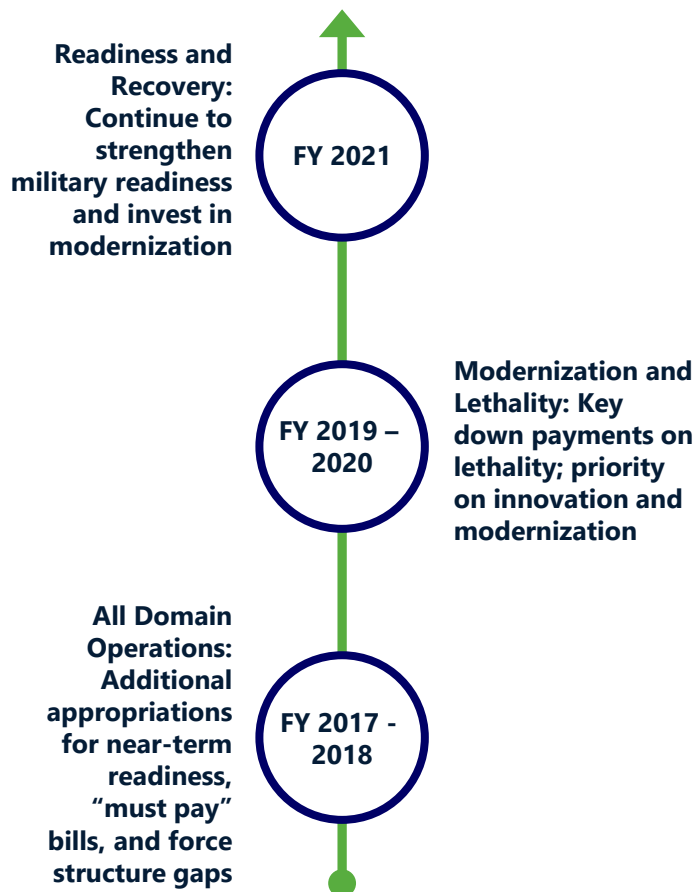 Readiness and
Recovery:
Continue to
strengthen
military readiness
and invest in
modernization
FY 2021
FY 2019 –
2020
Modernization and
Lethality: Key
down payments on
lethality; priority
on innovation and
modernization
All Domain
Operations:
Additional
appropriations
for near-term
readiness,
“must pay”
bills, and force
structure gaps
FY 2017 -
2018